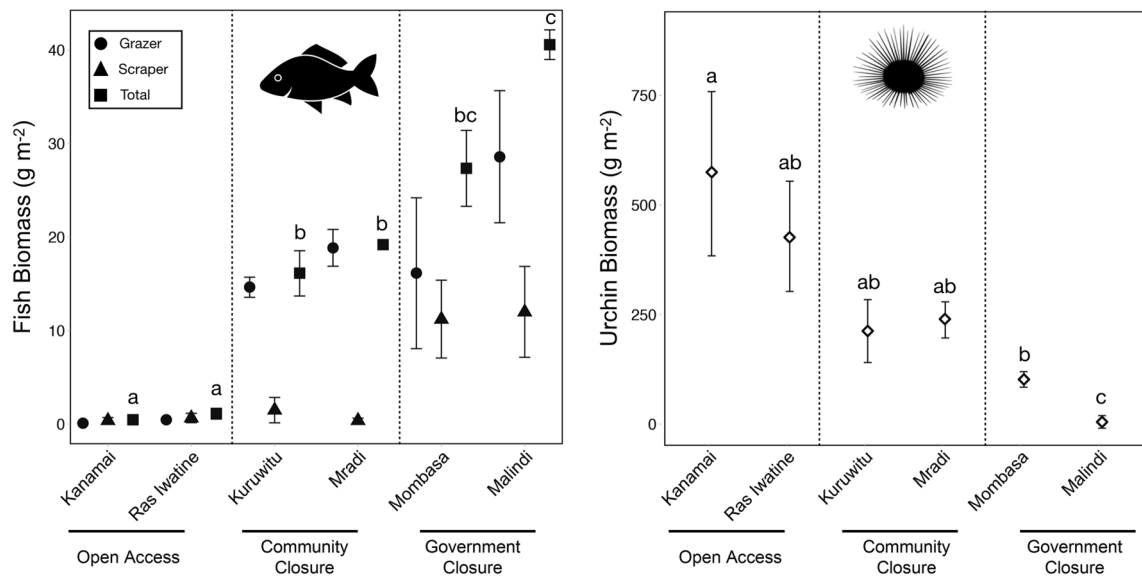 Fish Biomass (g m-2)
40
30
20
10
0
Grazer
Scraper
Total
a
a
b
b
bc
c
Kanamai
Ras Iwatine
Kuruwitu
Mradi
Mombasa
Malindi
Open Access
Community
Closure
Government
Closure
Urchin Biomass (g m-2)
750
500
250
0
a
ab
ab
ab
b
c
Kanamai
Ras Iwatine
Kuruwitu
Mradi
Mombasa
Malindi
Open Access
Community
Closure
Government
Closure